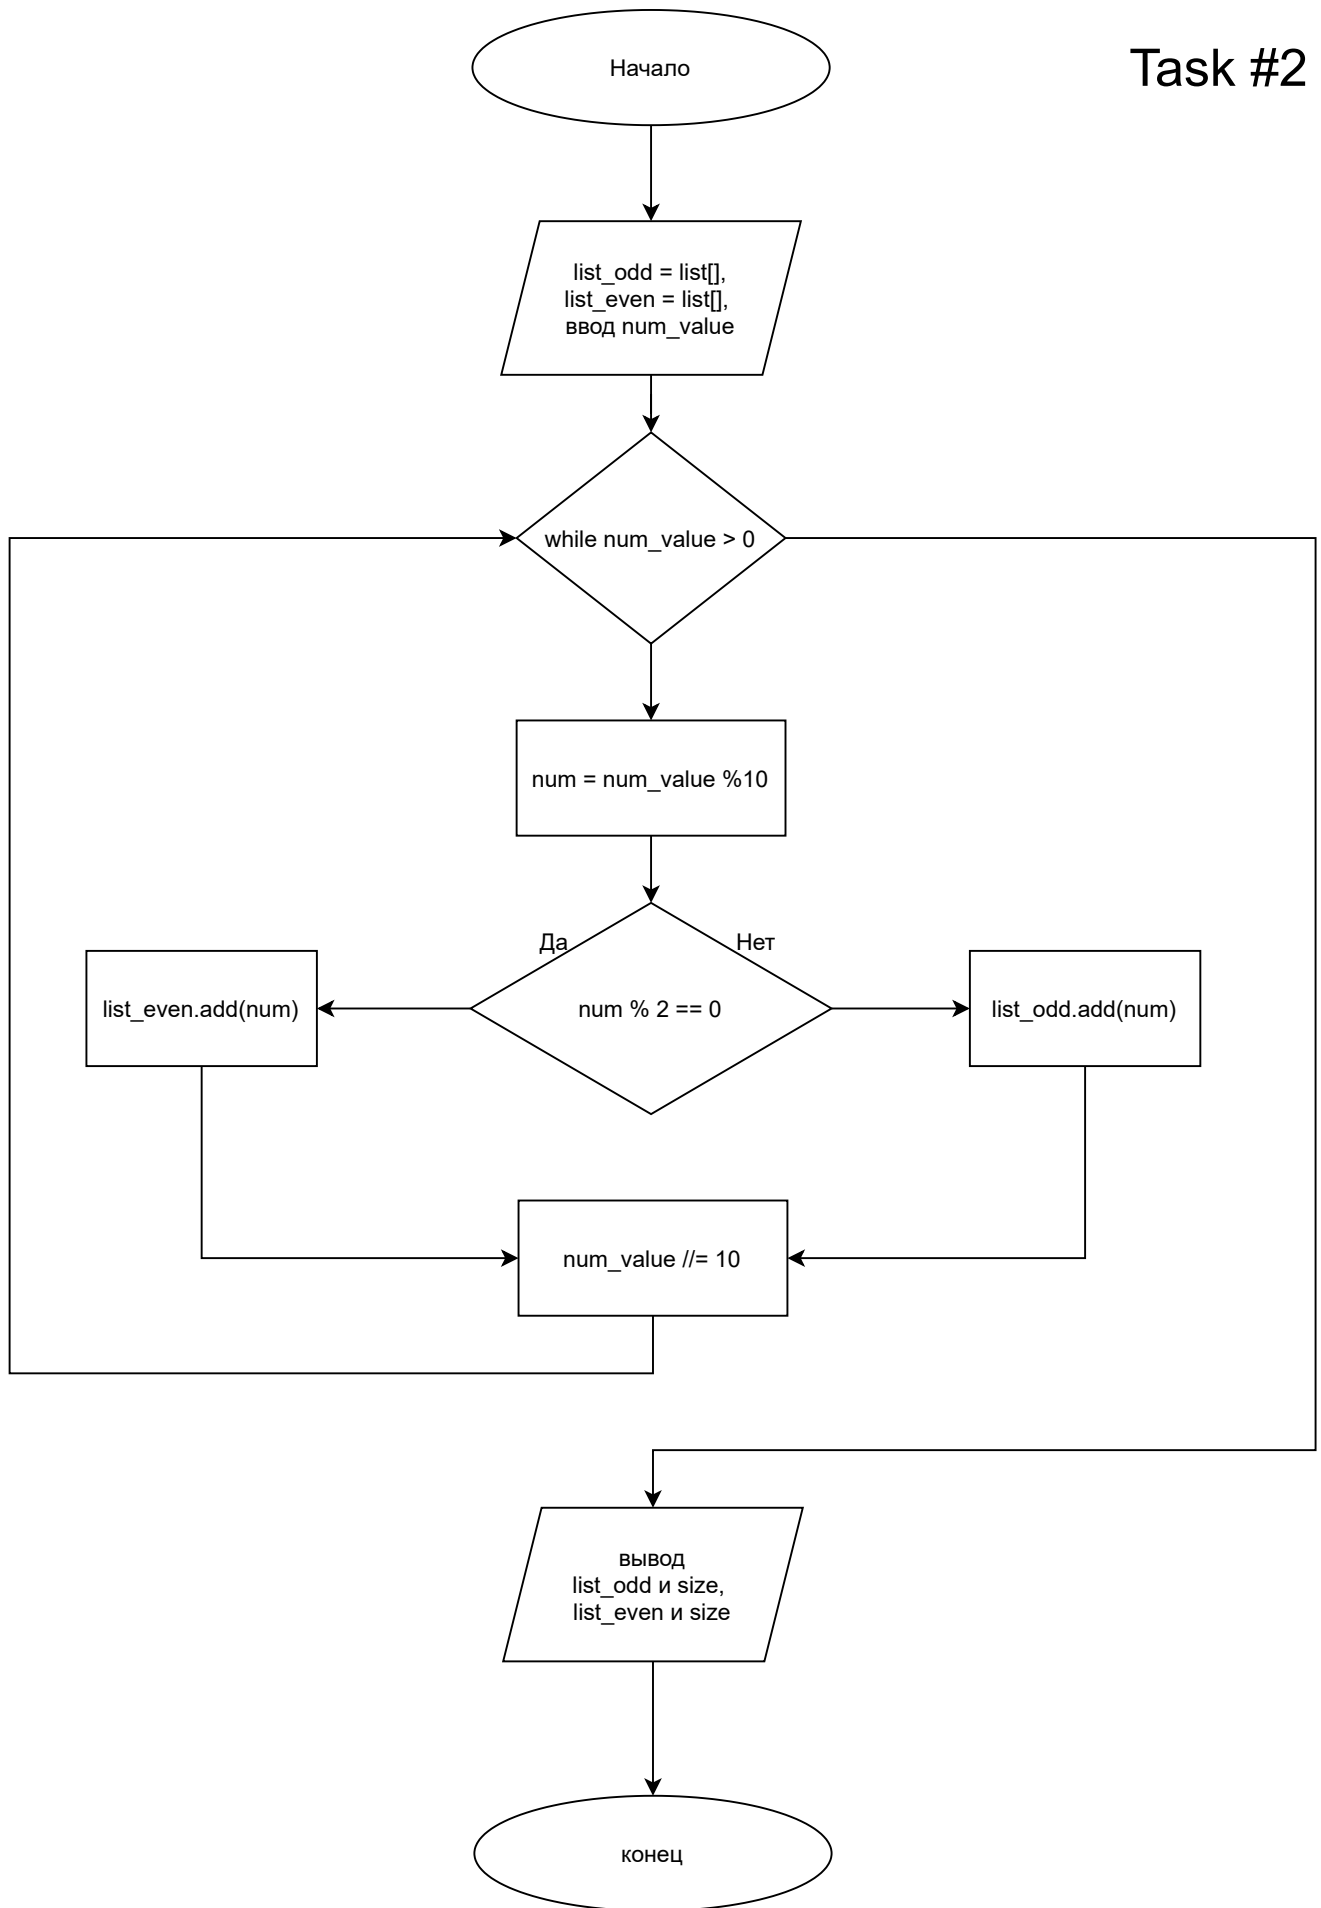 Начало
Task #2
list_odd = list[],
list_even = list[],
ввод num_value
while num_value > 0
num = num_value %10
Да
Нет
list_even.add(num)
num % 2 == 0
list_odd.add(num)
num_value //= 10
вывод
list_odd и size,
list_even и size
конец